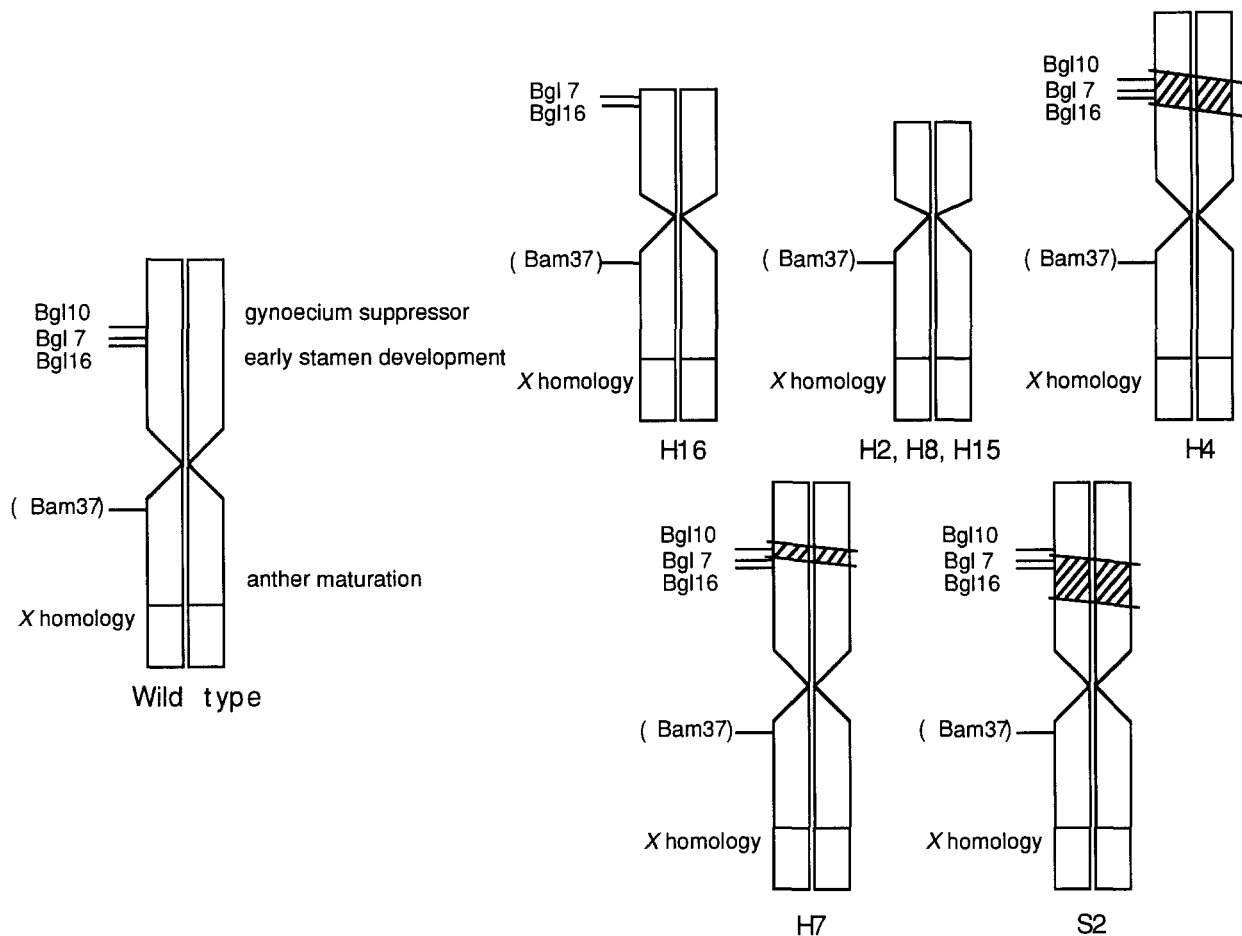 Bgl10
Bgl 7
Bgl16
gynoecium suppressor
early stamen development
( Bam37)
anther maturation
X homology
Wild type
Bgl 7
Bgl16
( Bam37)
X homology
H16
( Bam37)
X homology
H2, H8, H15
Bgl10
Bgl 7
Bgl16
( Bam37)
X homology
H4
Bgl10
Bgl 7
Bgl16
( Bam37)
X homology
H7
Bgl10
Bgl 7
Bgl16
( Bam37)
X homology
S2